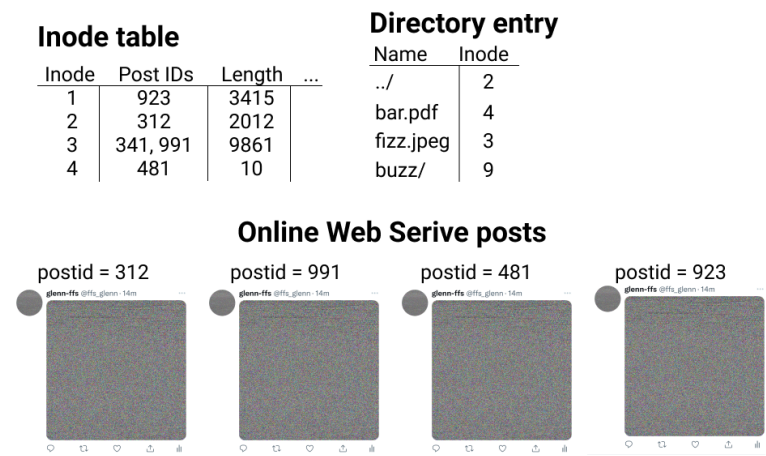 Inode table
Inode Post IDs Length ...
1 923 3415
2 312 2012
3 341, 991 9861
4 481 10
Directory entry
Name Inode
../ 2
bar.pdf 4
fizz.jpeg 3
buzz/ 9
Online Web Serive posts
postid = 312
glenn-ffs @ffs_glenn · 14m ...
postid = 991
glenn-ffs @ffs_glenn · 14m ...
postid = 481
glenn-ffs @ffs_glenn · 14m ...
postid = 923
glenn-ffs @ffs_glenn · 14m ...